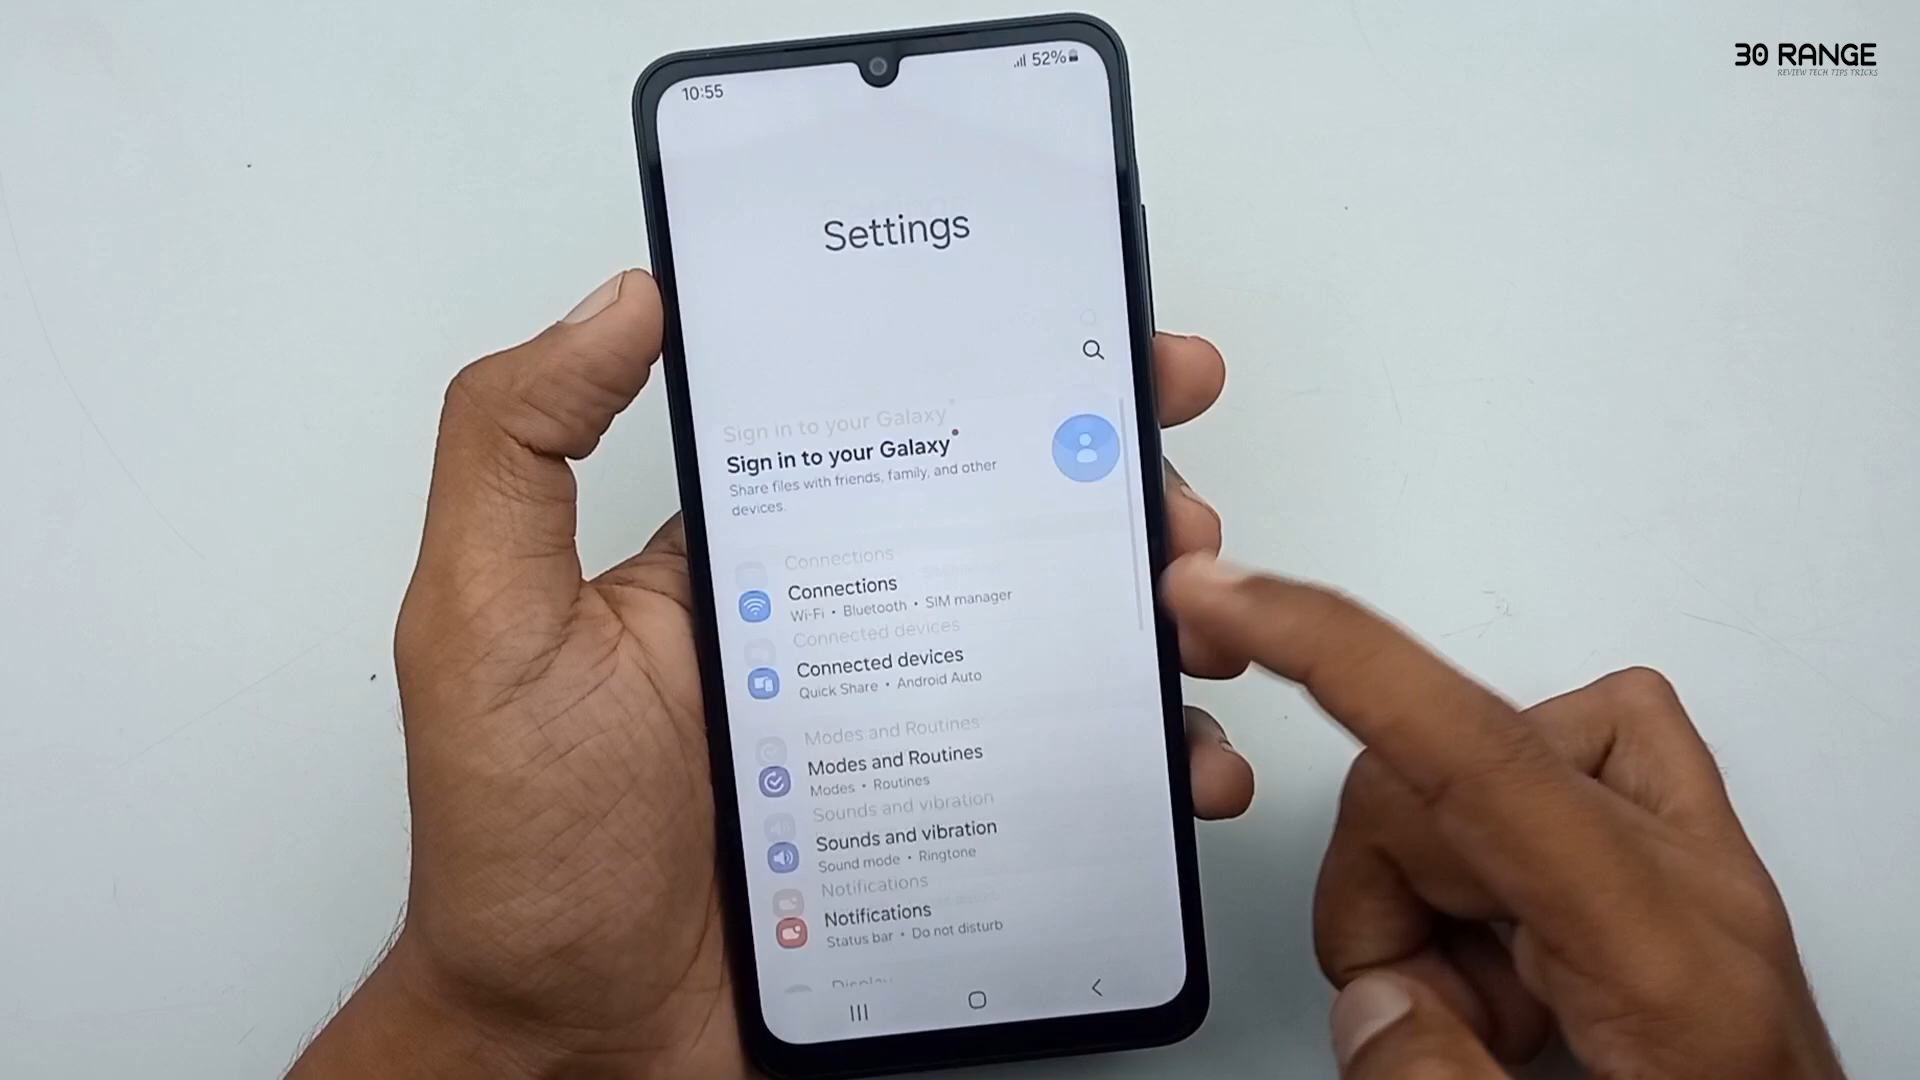 30 RANGE
REVIEW TECH TIPS TRICKS
10:55
52%
Settings
Sign in to your Galaxy
Sign in to your Galaxy
Share files with friends, family, and other
devices.
Connections
Connections
Wi-Fi • Bluetooth • SIM manager
Connected devices
Connected devices
Quick Share • Android Auto
Modes and Routines
Modes and Routines
Modes • Routines
Sounds and vibration
Sounds and vibration
Sound mode • Ringtone
Notifications
Notifications
Status bar • Do not disturb
Display